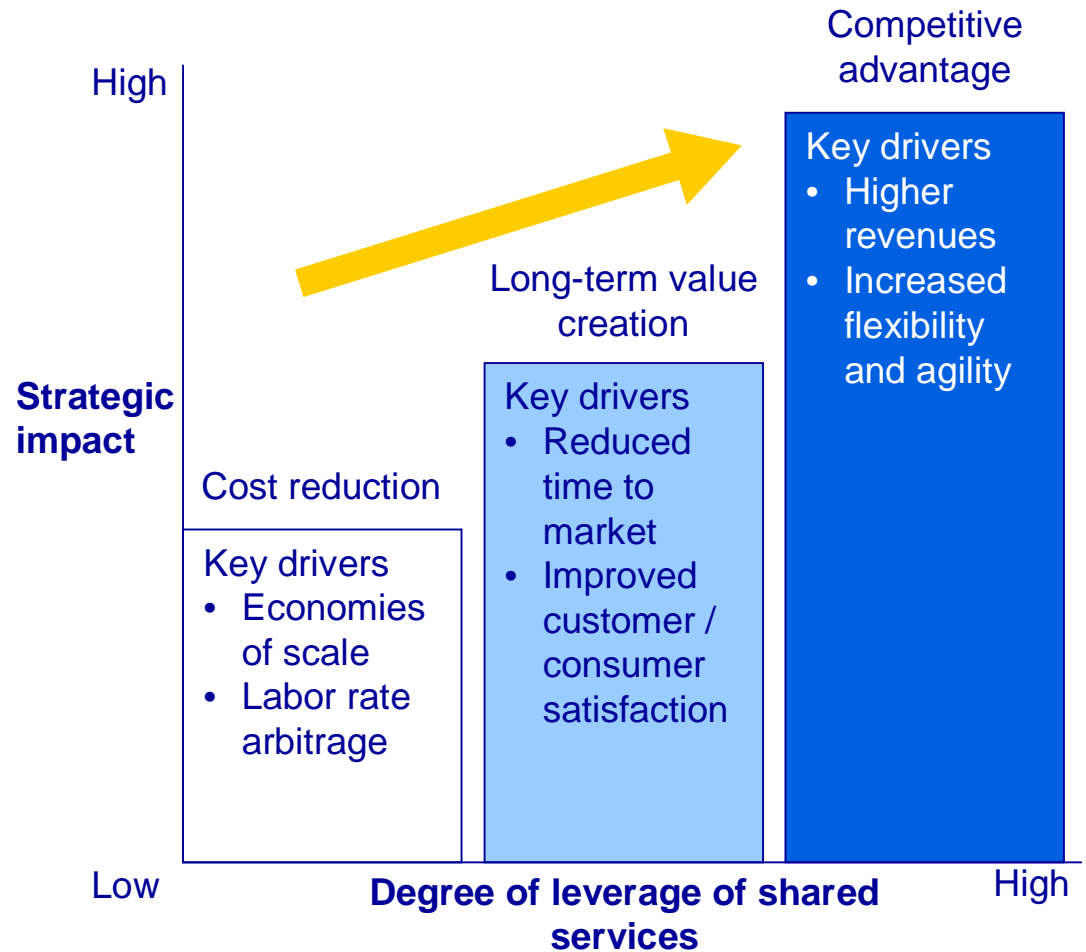 Competitive
advantage
High
Key drivers
• Higher
revenues
• Increased
flexibility
and agility
Long-term value
creation
Key drivers
• Reduced
time to
market
• Improved
customer /
consumer
satisfaction
Strategic
impact
Cost reduction
Key drivers
• Economies
of scale
• Labor rate
arbitrage
Low
Degree of leverage of shared
services
High